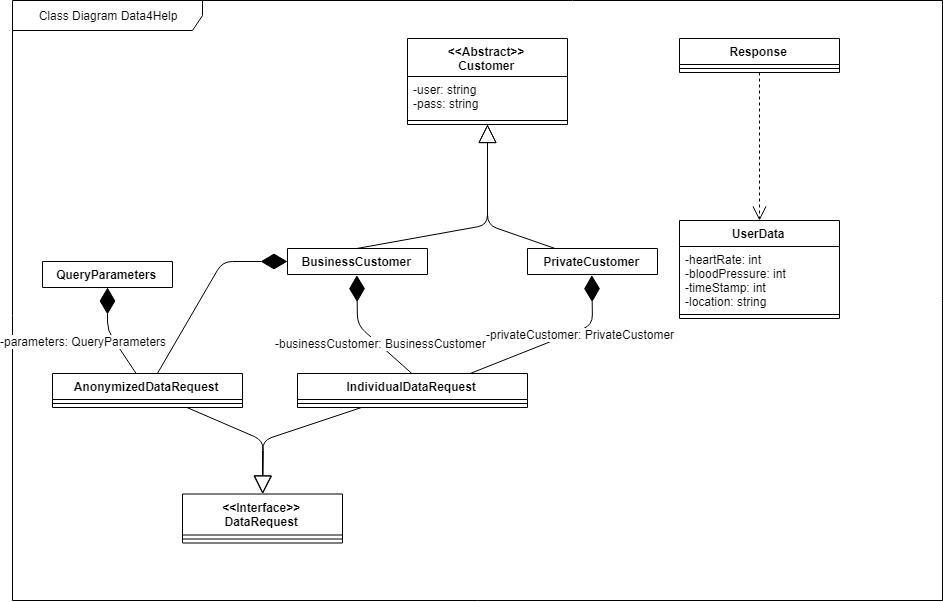 Class Diagram Data4Help
<<Abstract>>
Customer
-user: string
-pass: string
Response
UserData
-heartRate: int
-bloodPressure: int
-timeStamp: int
-location: string
BusinessCustomer
PrivateCustomer
QueryParameters
-parameters: QueryParameters
-businessCustomer: BusinessCustomer
-privateCustomer: PrivateCustomer
AnonymizedDataRequest
IndividualDataRequest
<<Interface>>
DataRequest